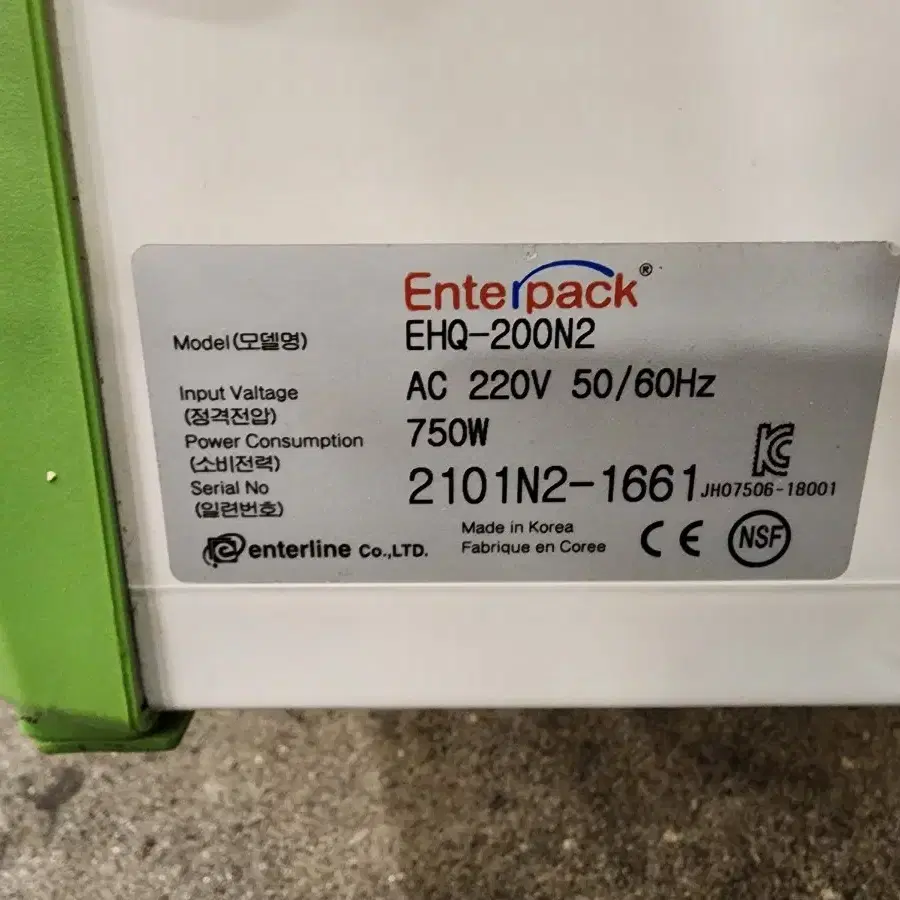 Enterpack®
Model(모델명) EHQ-200N2
Input Valtage AC 220V 50/60Hz
(정격전압)
Power Consumption 750W
(소비전력)
Serial No 2101N2-1661 JH07506-18001
(일련번호)
KC
enterline Co.,LTD.
Made in Korea
Fabrique en Coree
CE NSF